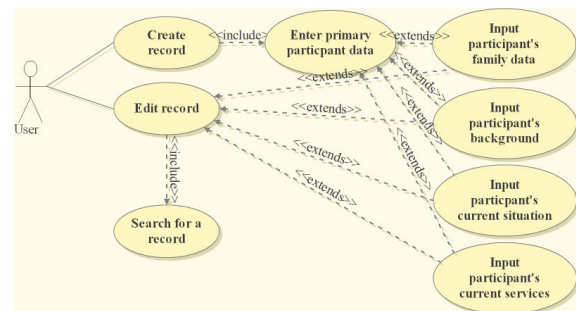 Create
record
<<include>
Enter primary
particpant data
<<extends>>
Input
participant's
family data
<<extends>>
User
Edit record
<<extends>>
<<extends>>
Input
participant's
background
<<include>>
<<extends>>
<<extends>>
<<extends>>
<<extends>>
Input
participant's
current situation
Search for a
record
Input
participant's
current services